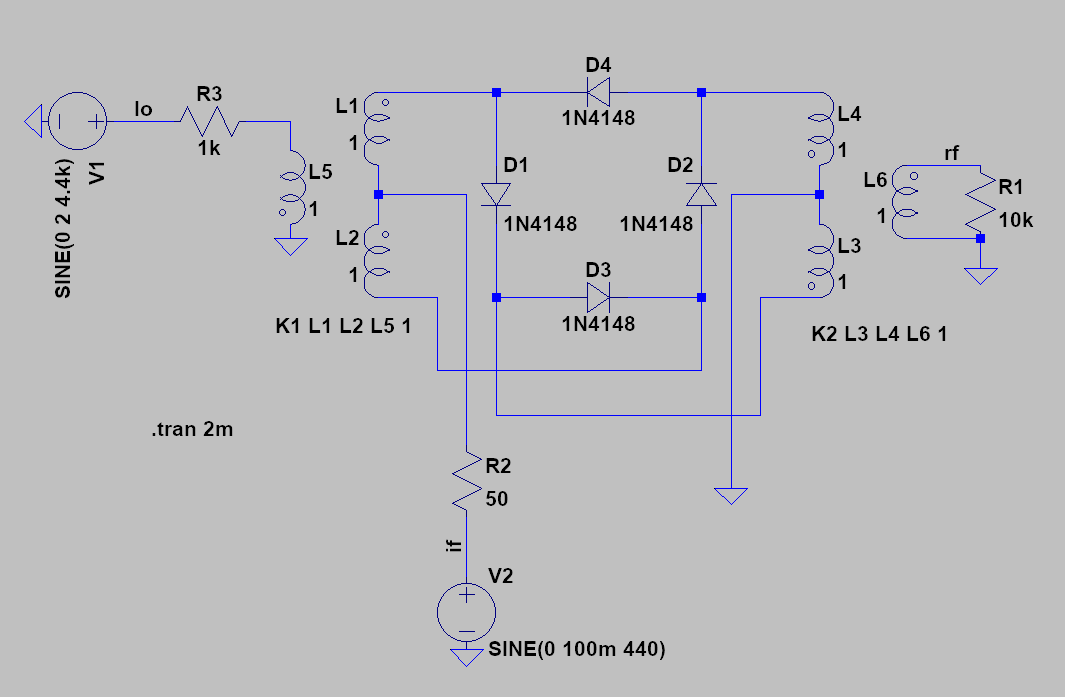 D4
1N4148
R3
lo
1k
V1
SINE(0 2 4.4k)
L1
1
L5
1
L2
1
D1
1N4148
D2
1N4148
D3
1N4148
L4
1
L3
1
L6
1
rf
R1
10k
K1 L1 L2 L5 1
K2 L3 L4 L6 1
.tran 2m
R2
50
if
V2
SINE(0 100m 440)